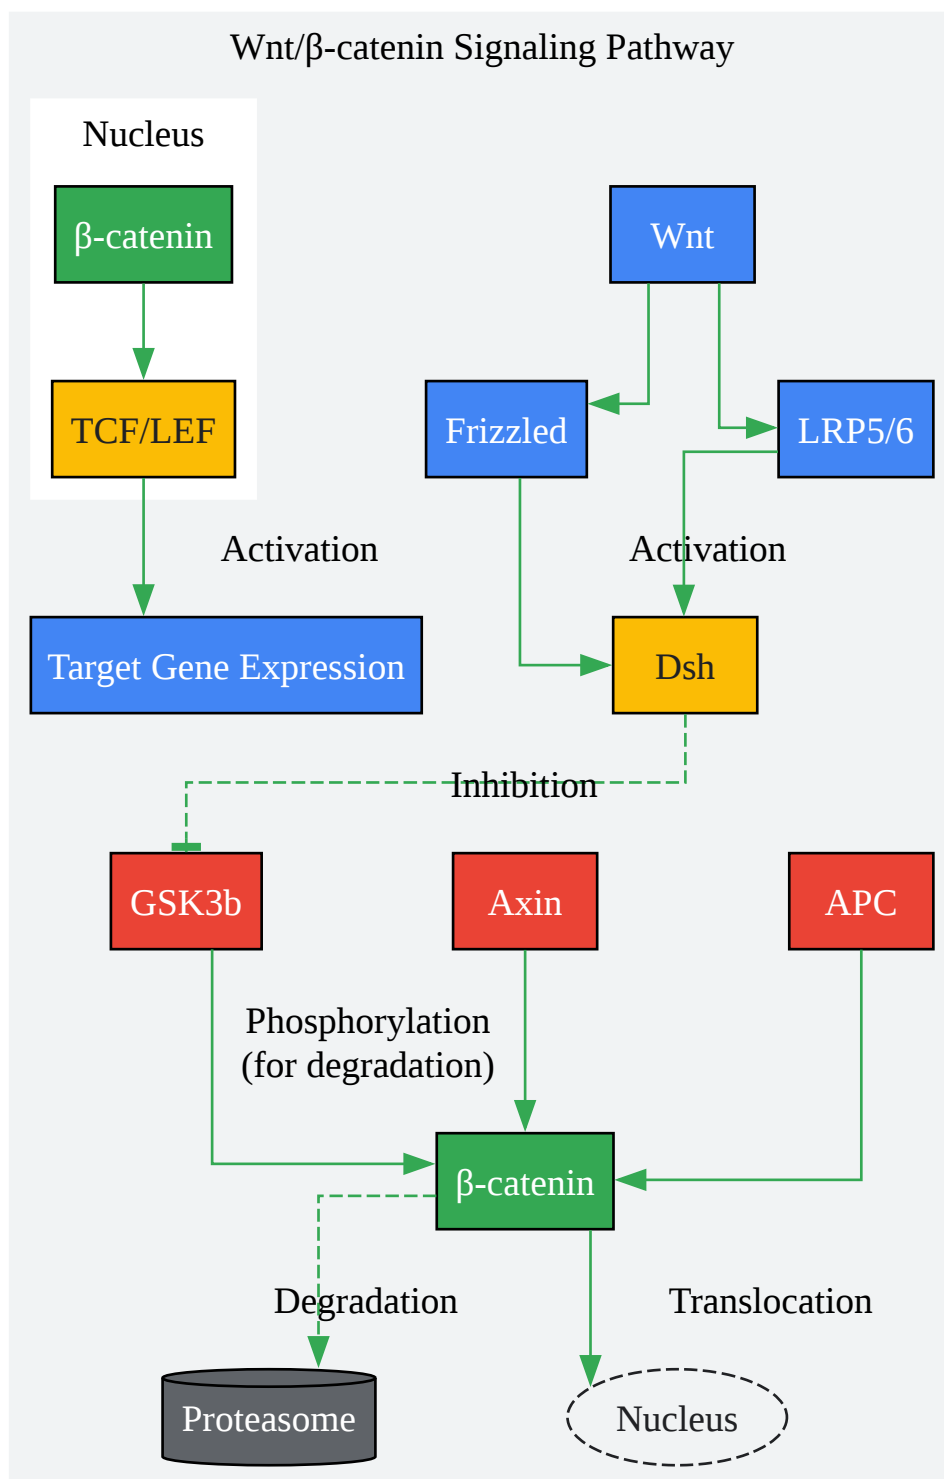 Wnt/β-catenin Signaling Pathway
Nucleus
β-catenin
Wnt
TCF/LEF
Frizzled
LRP5/6
Activation
Activation
Target Gene Expression
Dsh
Inhibition
GSK3b
Axin
APC
Phosphorylation
(for degradation)
β-catenin
Degradation
Translocation
Proteasome
Nucleus